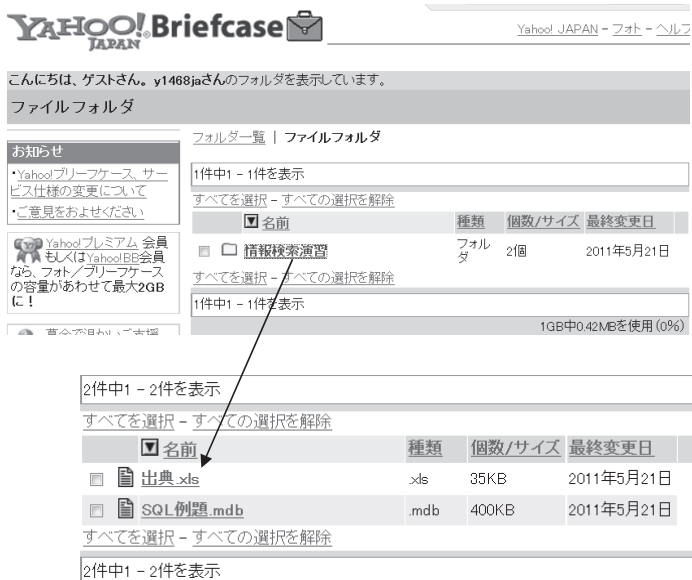 YAHOO! JAPAN Briefcase
Yahoo! JAPAN - フォト - ヘルプ
こんにちは、ゲストさん。y1468jaさんのフォルダを表示しています。
ファイルフォルダ
お知らせ
・Yahoo!ブリーフケース、サー
ビス仕様の変更について
・ご意見をおよせください
Yahoo!プレミアム 会員
もしくはYahoo!BB会員
なら、フォト／ブリーフケース
の容量があわせて最大2GB
に！
募金で温かいご支援
フォルダ一覧 | ファイルフォルダ
1件中1 - 1件を表示
すべてを選択 - すべての選択を解除
名前 種類 個数/サイズ 最終変更日
情報検索演習 フォル
ダ 2個 2011年5月21日
すべてを選択 - すべての選択を解除
1件中1 - 1件を表示
1GB中0.42MBを使用(0%)
2件中1 - 2件を表示
すべてを選択 - すべての選択を解除
名前 種類 個数/サイズ 最終変更日
出典.xls .xls 35KB 2011年5月21日
SQL例題.mdb .mdb 400KB 2011年5月21日
すべてを選択 - すべての選択を解除
2件中1 - 2件を表示